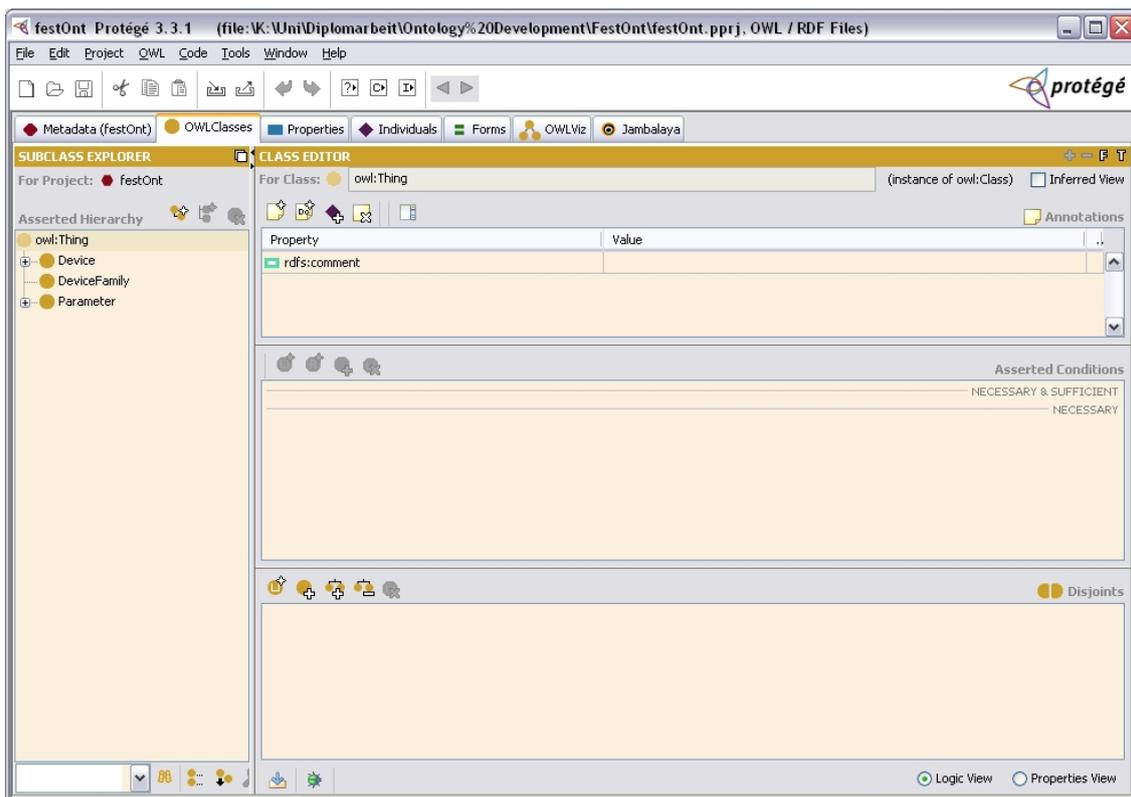 festOnt Protégé 3.3.1 (file:\K:\Uni\Diplomarbeit\Ontology%20Development\FestOnt\festOnt.pprj, OWL / RDF Files)
File Edit Project OWL Code Tools Window Help
protégé
Metadata (festOnt) OWLClasses Properties Individuals Forms OWLViz Jambalaya
SUBCLASS EXPLORER
For Project: festOnt
Asserted Hierarchy
owl:Thing
Device
DeviceFamily
Parameter
CLASS EDITOR
F T
For Class: owl:Thing (instance of owl:Class) Inferred View
Annotations
Property Value
rdfs:comment
Asserted Conditions
NECESSARY & SUFFICIENT
NECESSARY
Disjoints
Logic View Properties View